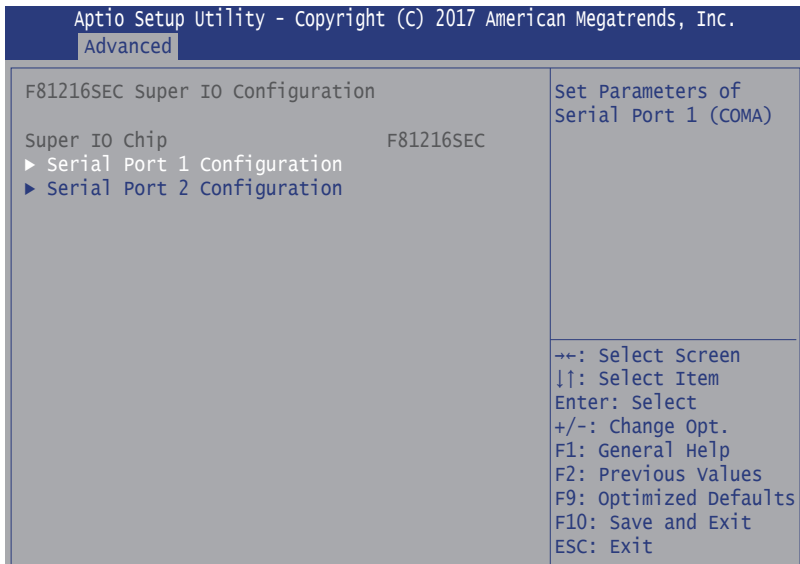 Aptio Setup Utility - Copyright (C) 2017 American Megatrends, Inc.
Advanced
F81216SEC Super IO Configuration
Super IO Chip F81216SEC
► Serial Port 1 Configuration
► Serial Port 2 Configuration
Set Parameters of
Serial Port 1 (COMA)
→←: Select Screen
↓↑: Select Item
Enter: Select
+/-: Change Opt.
F1: General Help
F2: Previous Values
F9: Optimized Defaults
F10: Save and Exit
ESC: Exit